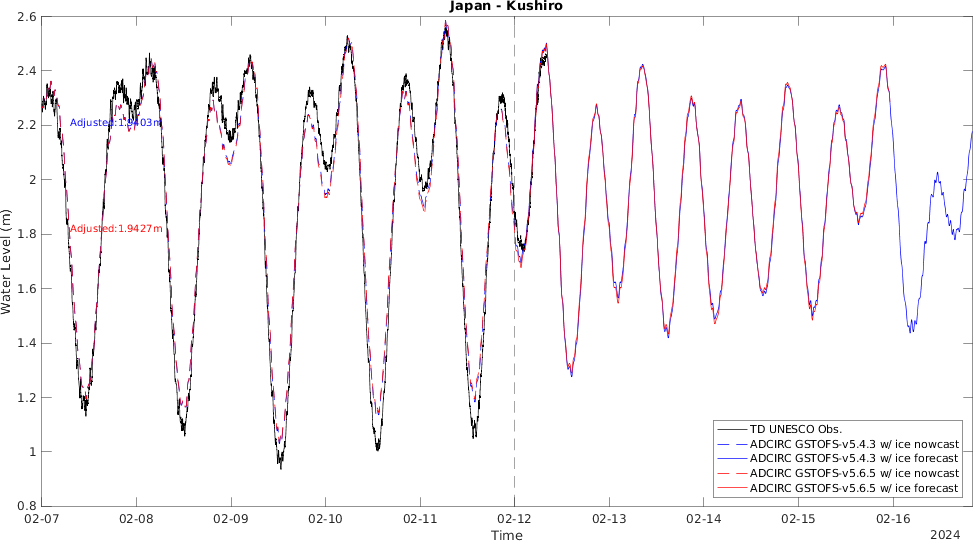 Japan - Kushiro
2.6
2.4
2.2
2
1.8
1.6
1.4
1.2
1
0.8
Water Level (m)
Adjusted:1.9403m
Adjusted:1.9427m
TD UNESCO Obs.
ADCIRC GSTOFS-v5.4.3 w/ ice nowcast
ADCIRC GSTOFS-v5.4.3 w/ ice forecast
ADCIRC GSTOFS-v5.6.5 w/ ice nowcast
ADCIRC GSTOFS-v5.6.5 w/ ice forecast
02-07 02-08 02-09 02-10 02-11 02-12 02-13 02-14 02-15 02-16
Time
2024